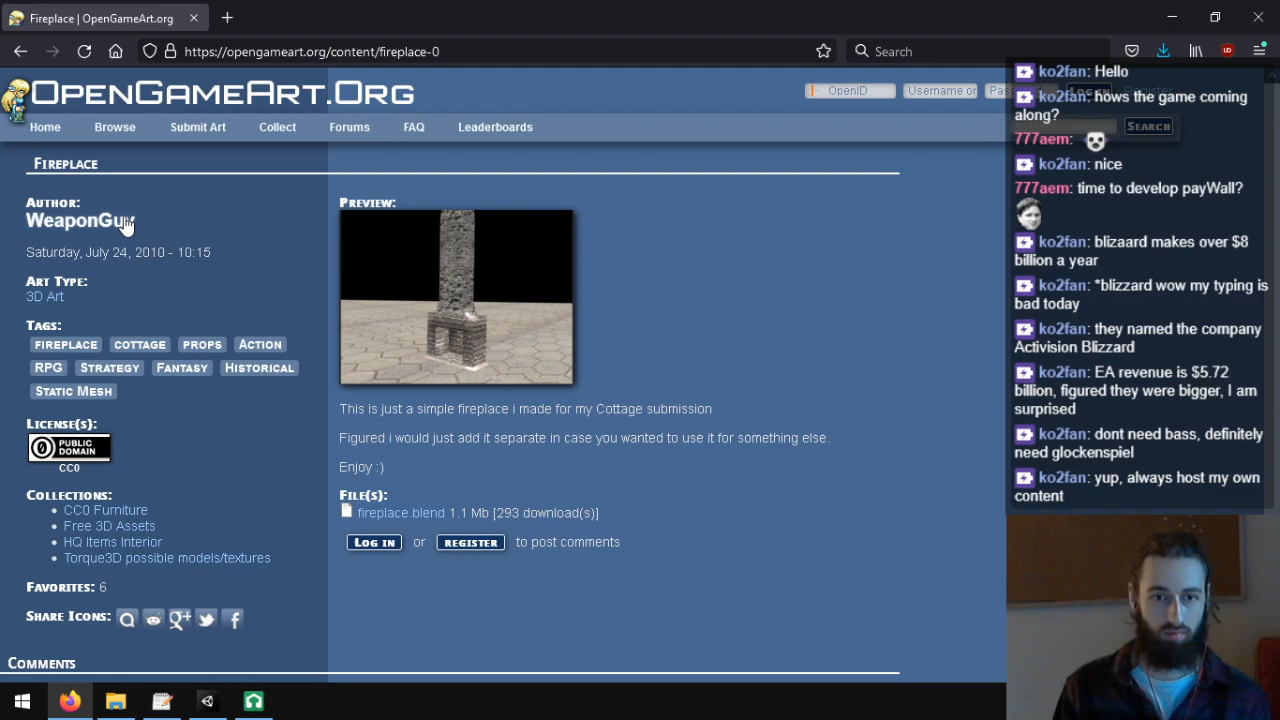 Fireplace | OpenGameArt.org
https://opengameart.org/content/fireplace-0
Search
OpenGameArt.Org
OpenID
Username or
Pas
Log in
Register
Home
Browse
Submit Art
Collect
Forums
FAQ
Leaderboards
Search
Fireplace
Author:
WeaponGuy
Saturday, July 24, 2010 - 10:15
Art Type:
3D Art
Tags:
fireplace
cottage
props
Action
RPG
Strategy
Fantasy
Historical
Static Mesh
License(s):
PUBLIC
DOMAIN
CC0
Collections:
CC0 Furniture
Free 3D Assets
HQ Items Interior
Torque3D possible models/textures
Favorites: 6
Share Icons:
Comments
Preview:
This is just a simple fireplace i made for my Cottage submission
Figured i would just add it separate in case you wanted to use it for something else.
Enjoy :)
File(s):
fireplace.blend 1.1 Mb [293 download(s)]
Log in or register to post comments
ko2fan: Hello
ko2fan: hows the game coming
along?
777aem:
ko2fan: nice
777aem: time to develop payWall?
ko2fan: blizaard makes over $8
billion a year
ko2fan: *blizzard wow my typing is
bad today
ko2fan: they named the company
Activision Blizzard
ko2fan: EA revenue is $5.72
billion, figured they were bigger, I am
surprised
ko2fan: dont need bass, definitely
need glockenspiel
ko2fan: yup, always host my own
content